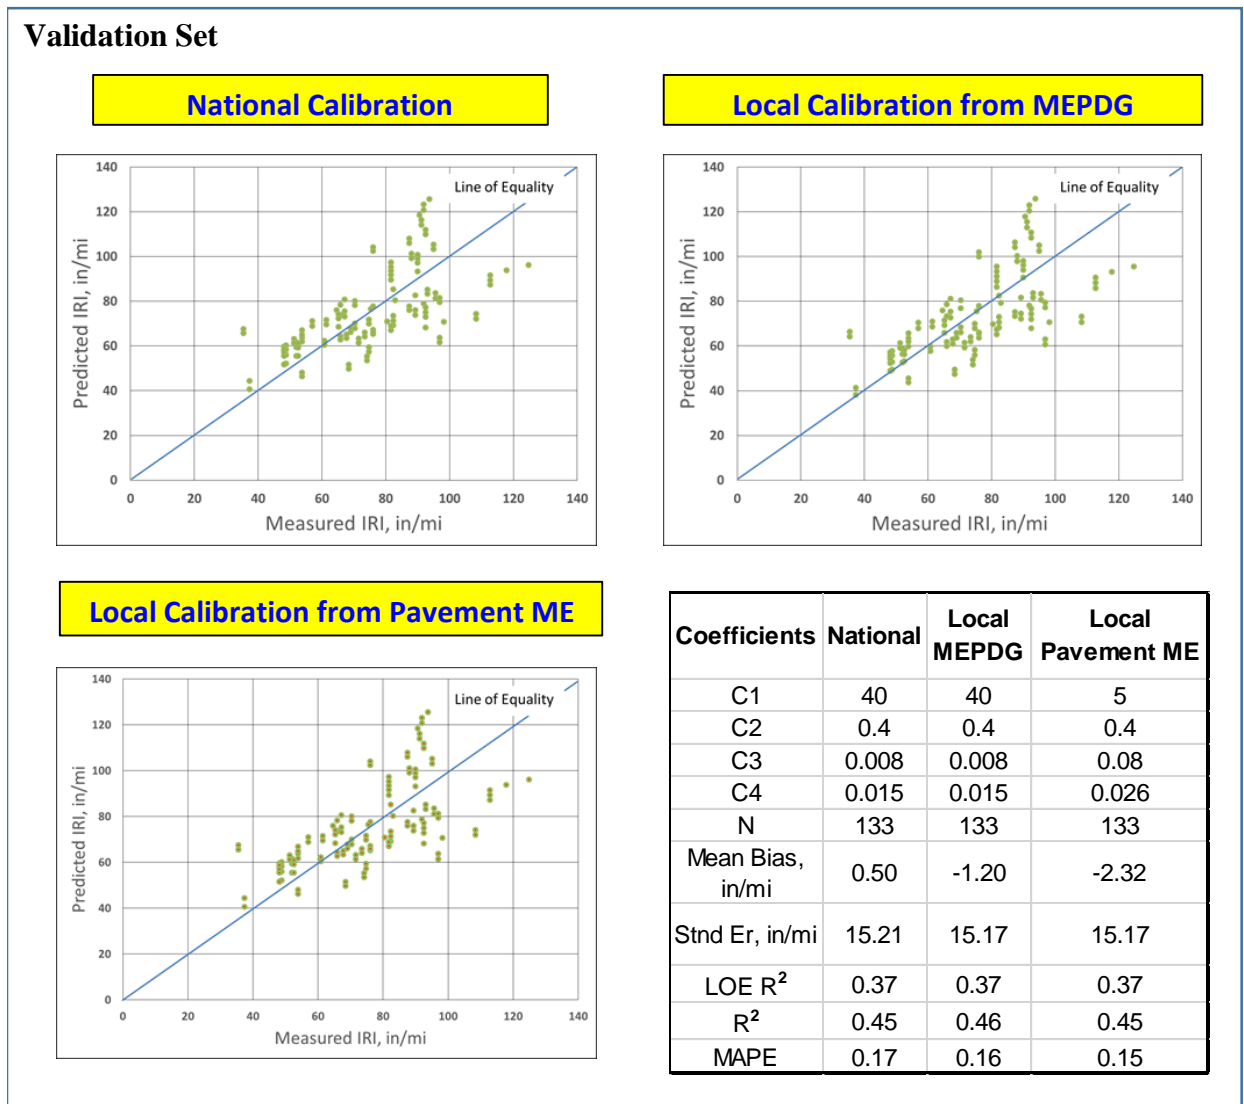 Validation Set
National Calibration
Local Calibration from MEPDG
140
120
100
80
60
40
20
0
Predicted IRI, in/mi
Line of Equality
0 20 40 60 80 100 120 140
Measured IRI, in/mi
140
120
100
80
60
40
20
0
Predicted IRI, in/mi
Line of Equality
0 20 40 60 80 100 120 140
Measured IRI, in/mi
Local Calibration from Pavement ME
140
120
100
80
60
40
20
0
Predicted IRI, in/mi
Line of Equality
0 20 40 60 80 100 120 140
Measured IRI, in/mi
Coefficients National Local MEPDG Local Pavement ME
C1 40 40 5
C2 0.4 0.4 0.4
C3 0.008 0.008 0.08
C4 0.015 0.015 0.026
N 133 133 133
Mean Bias, in/mi 0.50 -1.20 -2.32
Stnd Er, in/mi 15.21 15.17 15.17
LOE R² 0.37 0.37 0.37
R² 0.45 0.46 0.45
MAPE 0.17 0.16 0.15